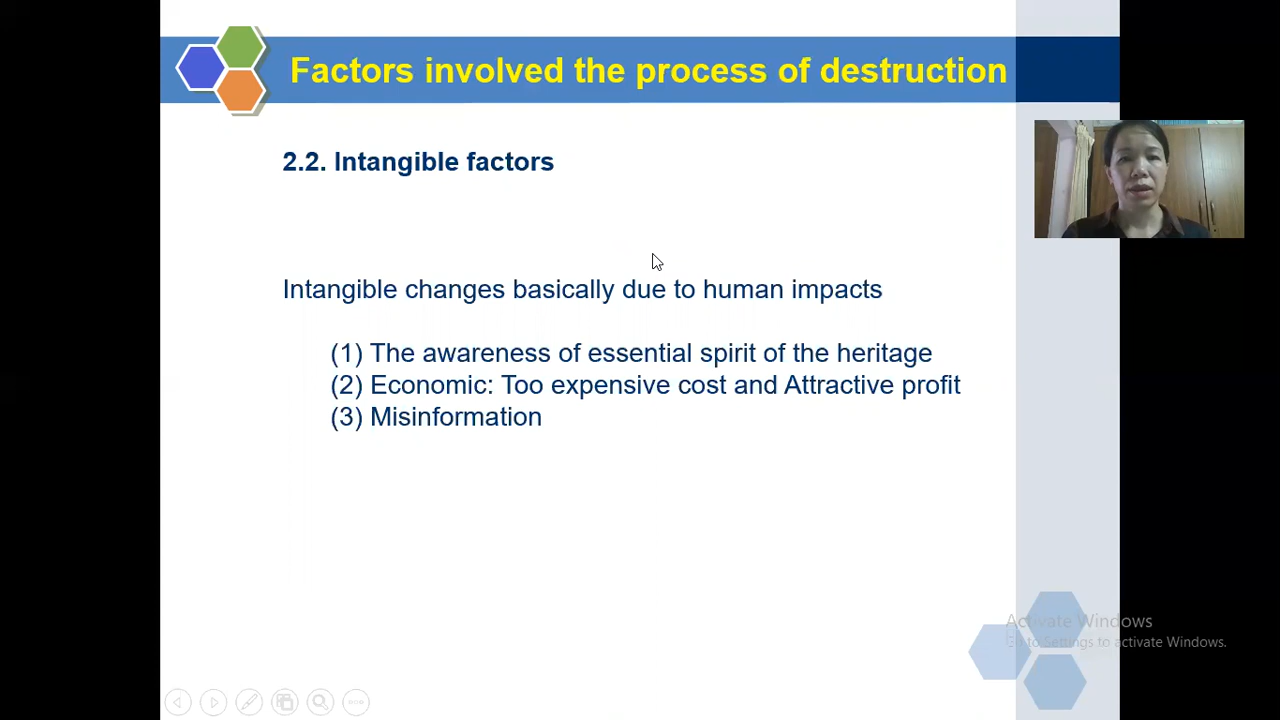 Factors involved the process of destruction
2.2. Intangible factors
Intangible changes basically due to human impacts
(1) The awareness of essential spirit of the heritage
(2) Economic: Too expensive cost and Attractive profit
(3) Misinformation
Activate Windows
Go to Settings to activate Windows.